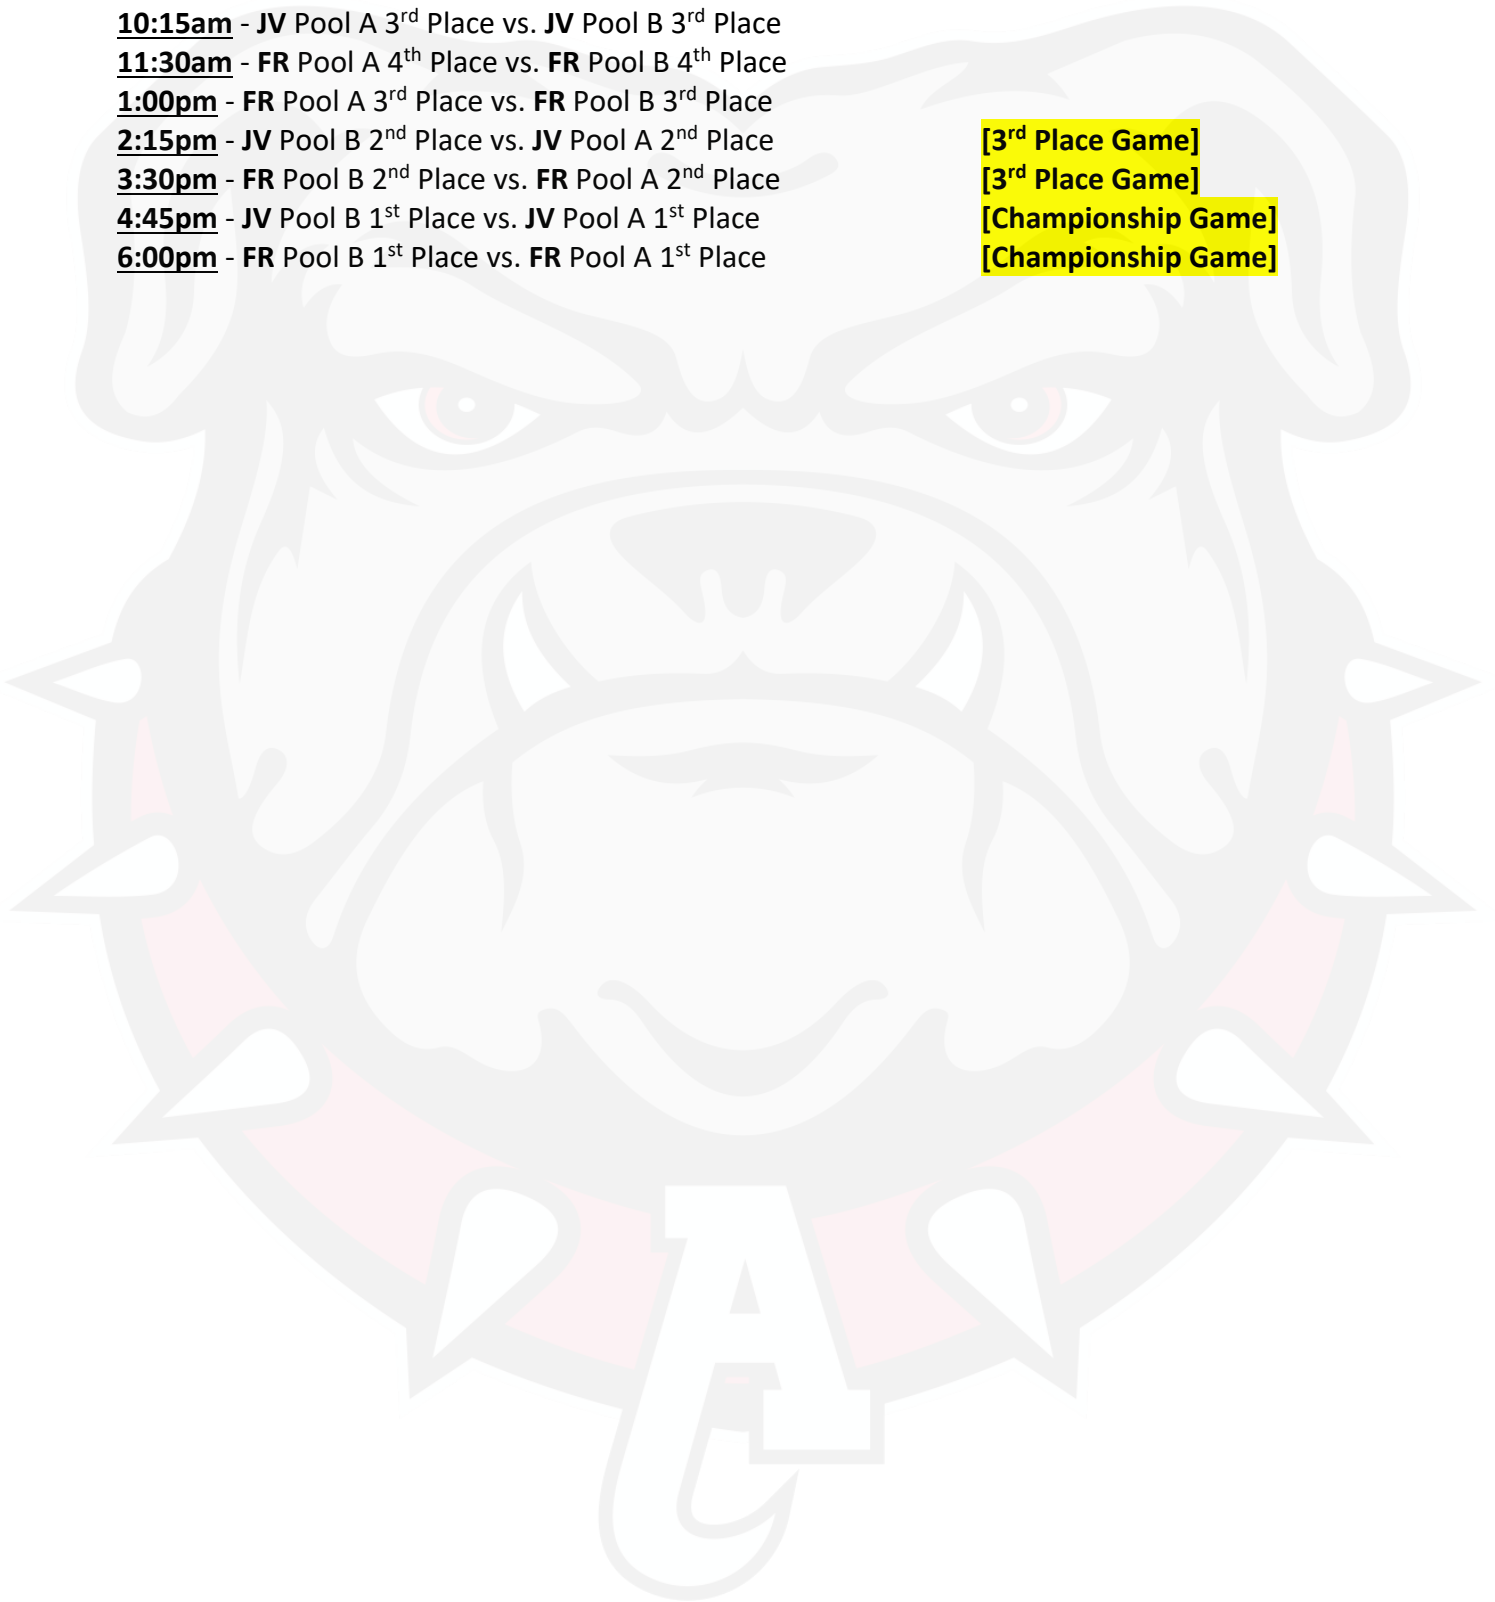 10:15am - JV Pool A 3rd Place vs. JV Pool B 3rd Place
11:30am - FR Pool A 4th Place vs. FR Pool B 4th Place
1:00pm - FR Pool A 3rd Place vs. FR Pool B 3rd Place
2:15pm - JV Pool B 2nd Place vs. JV Pool A 2nd Place [3rd Place Game]
3:30pm - FR Pool B 2nd Place vs. FR Pool A 2nd Place [3rd Place Game]
4:45pm - JV Pool B 1st Place vs. JV Pool A 1st Place [Championship Game]
6:00pm - FR Pool B 1st Place vs. FR Pool A 1st Place [Championship Game]
A